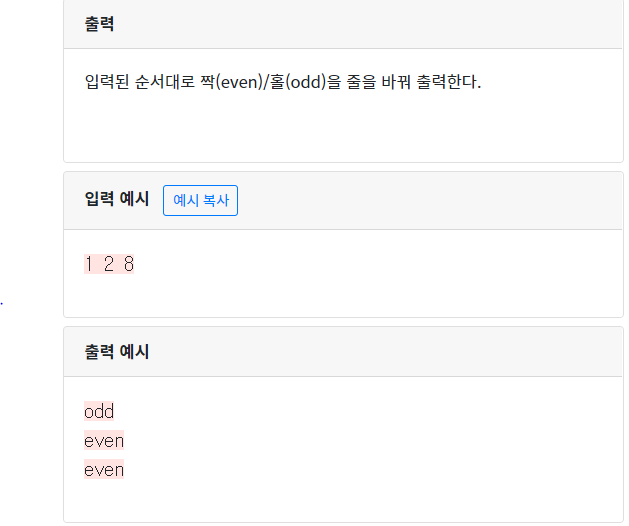 출력
입력된 순서대로 짝(even)/홀(odd)을 줄을 바꿔 출력한다.
입력 예시 예시 복사
1 2 8
출력 예시
odd
even
even